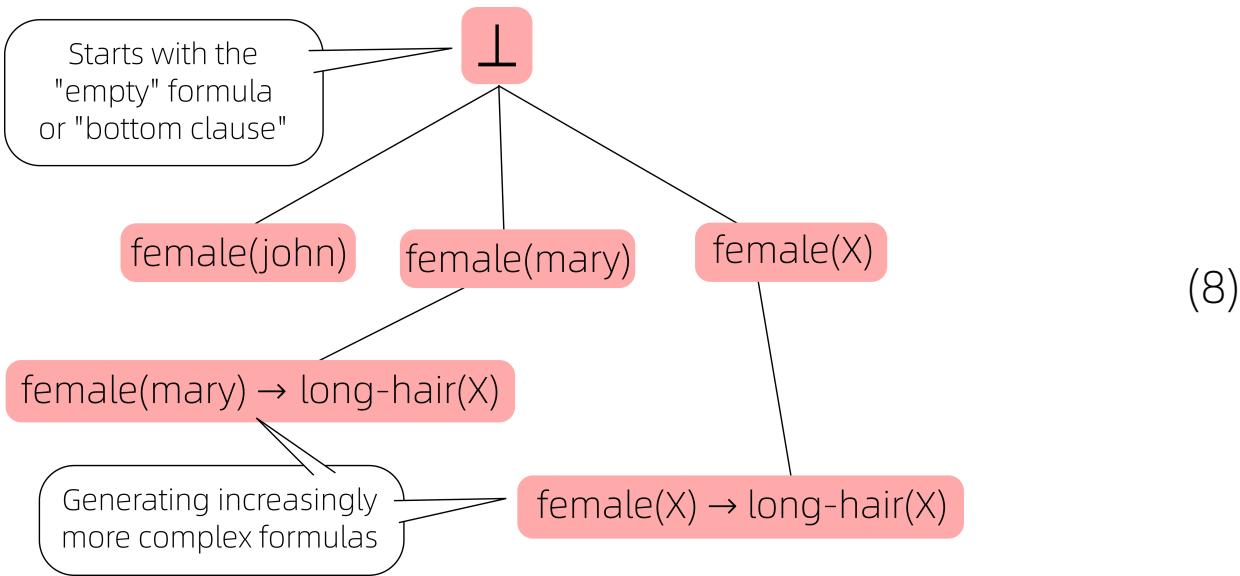 Starts with the
"empty" formula
or "bottom clause"
⊥
female(john)
female(mary)
female(X)
(8)
female(mary) → long-hair(X)
Generating increasingly
more complex formulas
female(X) → long-hair(X)